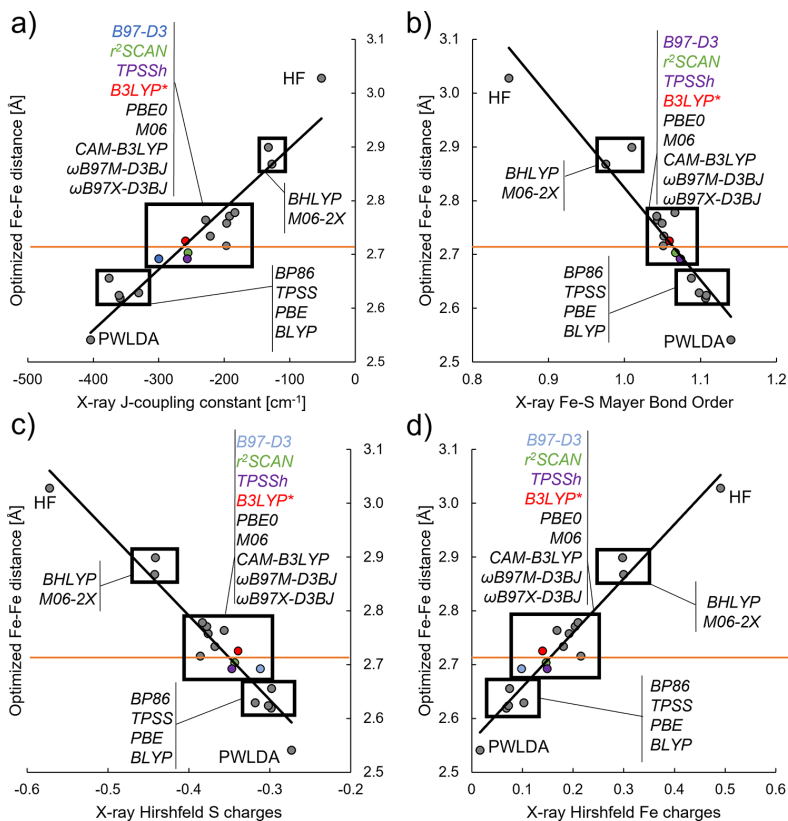 a)
B97-D3
r²SCAN
TPSSh
B3LYP*
PBE0
M06
CAM-B3LYP
ωB97M-D3BJ
ωB97X-D3BJ
HF
BHLYP
M06-2X
BP86
TPSS
PBE
BLYP
PWLDA
3.1
3.0
2.9
2.8
2.7
2.6
2.5
Optimized Fe-Fe distance [Å]
-500
-400
-300
-200
-100
0
X-ray J-coupling constant [cm⁻¹]
b)
B97-D3
r²SCAN
TPSSh
B3LYP*
PBE0
M06
CAM-B3LYP
ωB97M-D3BJ
ωB97X-D3BJ
HF
BHLYP
M06-2X
BP86
TPSS
PBE
BLYP
PWLDA
3.1
3.0
2.9
2.8
2.7
2.6
2.5
Optimized Fe-Fe distance [Å]
0.8
0.9
1.0
1.1
1.2
X-ray Fe-S Mayer Bond Order
c)
B97-D3
r²SCAN
TPSSh
B3LYP*
PBE0
M06
CAM-B3LYP
ωB97M-D3BJ
ωB97X-D3BJ
HF
BHLYP
M06-2X
BP86
TPSS
PBE
BLYP
PWLDA
3.1
3.0
2.9
2.8
2.7
2.6
2.5
Optimized Fe-Fe distance [Å]
-0.6
-0.5
-0.4
-0.3
-0.2
X-ray Hirshfeld S charges
d)
B97-D3
r²SCAN
TPSSh
B3LYP*
PBE0
M06
CAM-B3LYP
ωB97M-D3BJ
ωB97X-D3BJ
HF
BHLYP
M06-2X
BP86
TPSS
PBE
BLYP
PWLDA
3.1
3.0
2.9
2.8
2.7
2.6
2.5
Optimized Fe-Fe distance [Å]
0
0.1
0.2
0.3
0.4
0.5
0.6
X-ray Hirshfeld Fe charges